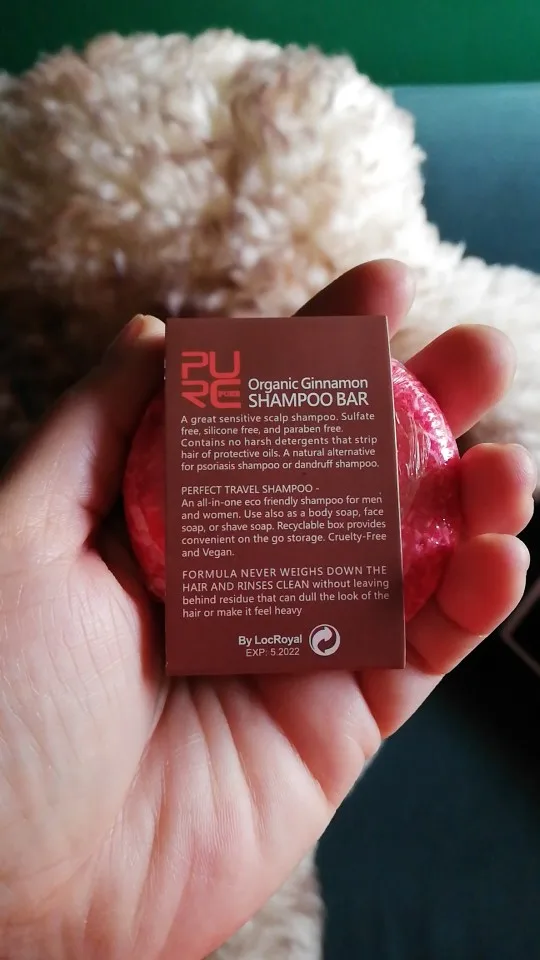 PU
RC
Organic Ginnamon
SHAMPOO BAR
A great sensitive scalp shampoo. Sulfate
free, silicone free, and paraben free.
Contains no harsh detergents that strip
hair of protective oils. A natural alternative
for psoriasis shampoo or dandruff shampoo.
PERFECT TRAVEL SHAMPOO -
An all-in-one eco friendly shampoo for men
and women. Use also as a body soap, face
soap, or shave soap. Recyclable box provides
convenient on the go storage. Cruelty-Free
and Vegan.
FORMULA NEVER WEIGHS DOWN THE
HAIR AND RINSES CLEAN without leaving
behind residue that can dull the look of the
hair or make it feel heavy
By LocRoyal
EXP: 5.2022